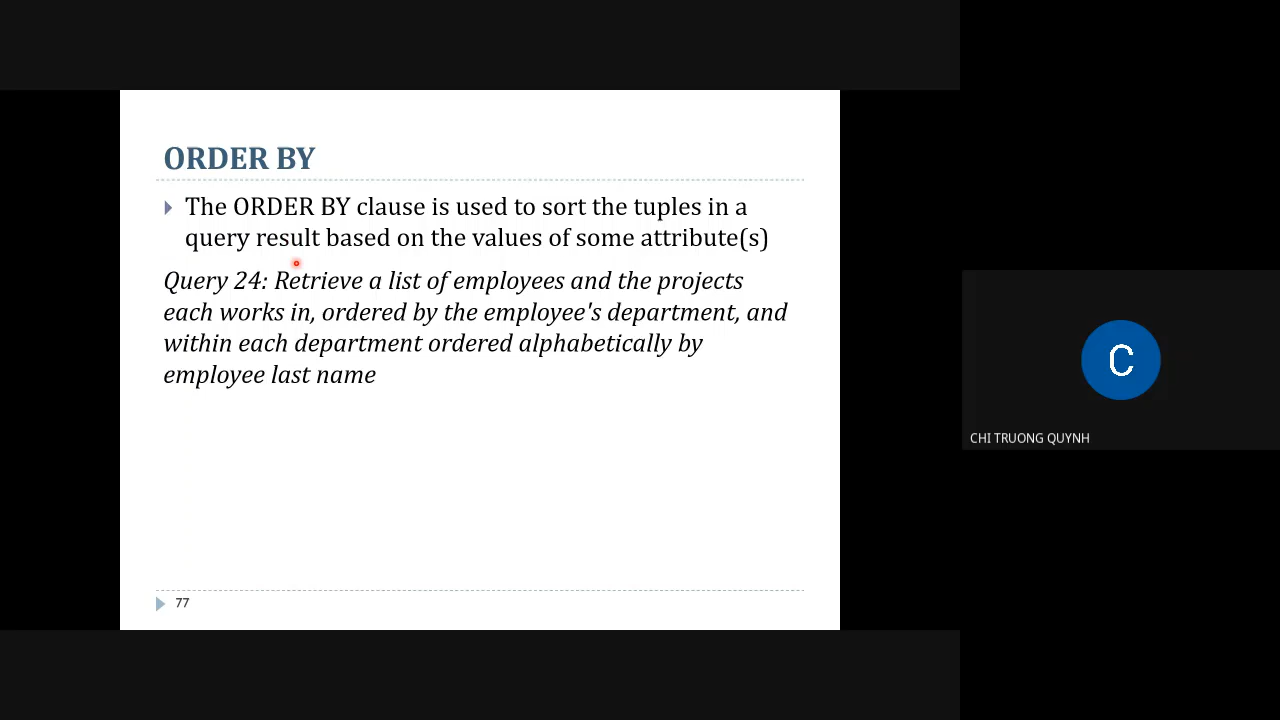 ORDER BY
The ORDER BY clause is used to sort the tuples in a
query result based on the values of some attribute(s)
Query 24: Retrieve a list of employees and the projects
each works in, ordered by the employee's department, and
within each department ordered alphabetically by
employee last name
77
C
CHI TRUONG QUYNH